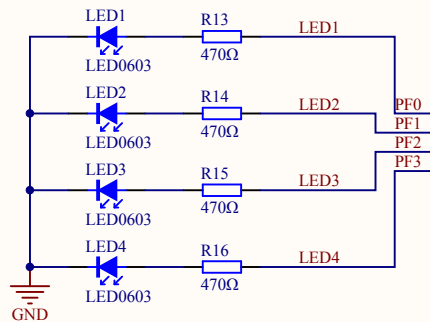 LED1 R13 LED1
LED0603 470Ω
LED2 R14 LED2 PF0
LED0603 470Ω PF1
PF2
LED3 R15 LED3 PF3
LED0603 470Ω
LED4 R16 LED4
LED0603 470Ω
GND